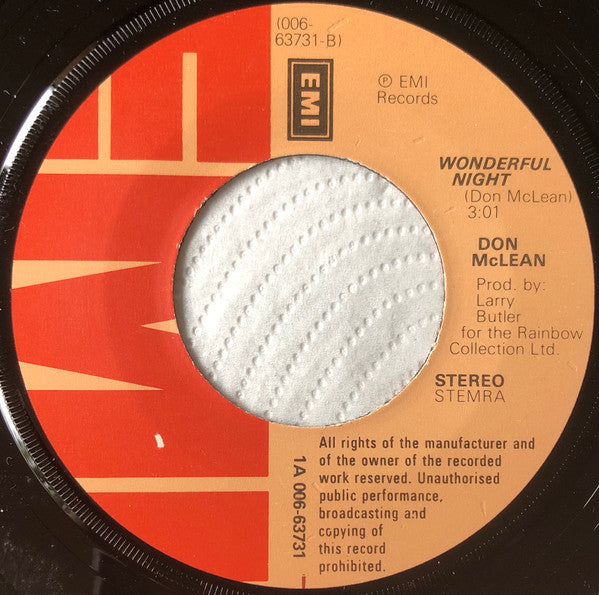 (006-
63731-B)
EMI
℗ EMI
Records
WONDERFUL
NIGHT
(Don McLean)
3:01
DON
McLEAN
Prod. by:
Larry
Butler
for the Rainbow
Collection Ltd.
STEREO
STEMRA
All rights of the manufacturer and
of the owner of the recorded
work reserved. Unauthorised
public performance,
broadcasting and
copying of
this record
prohibited.
1A 006-63731
EMI